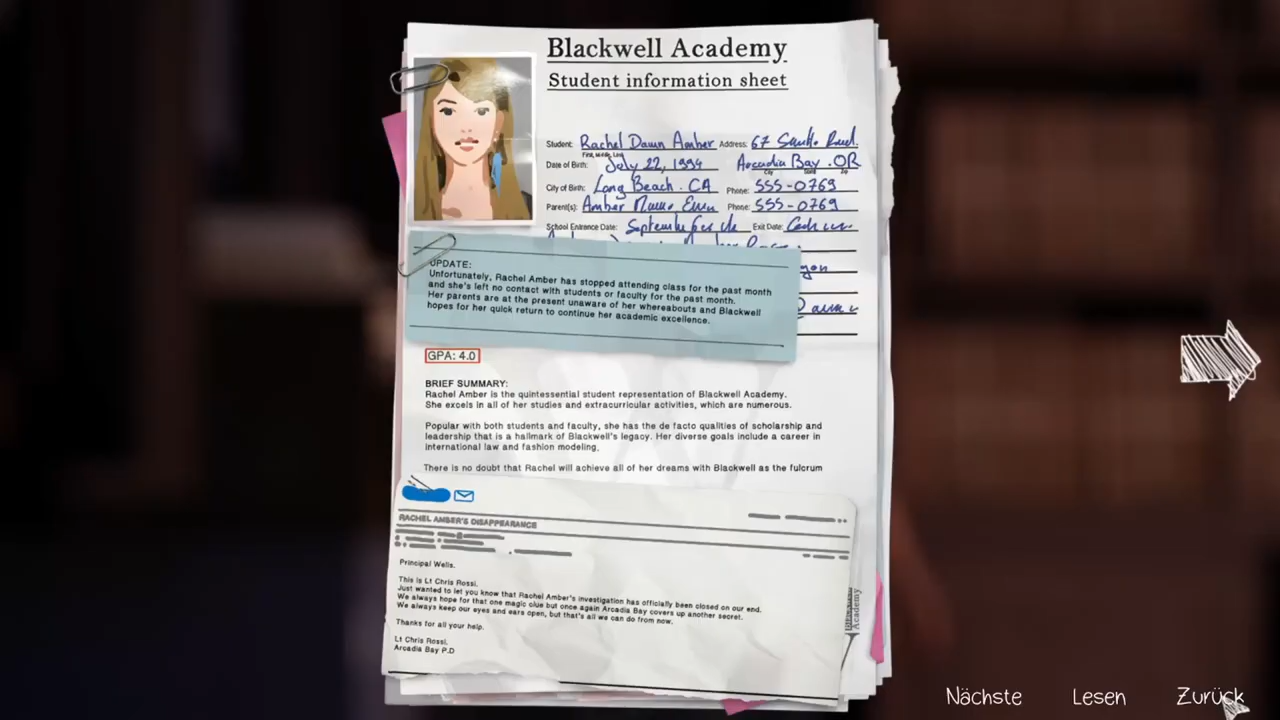 Blackwell Academy
Student information sheet
Student: Rachel Dawn Amber Address: 67
First, Middle, Last
Date of Birth: July 22, 1994 Arcadia Bay . OR
City State Zip
City of Birth: Long Beach . CA Phone: 555-0769
Parent(s): Amber Phone: 555-0769
School Entrance Date: Exit Date:
UPDATE:
Unfortunately, Rachel Amber has stopped attending class for the past month
and she's left no contact with students or faculty for the past month.
Her parents are at the present unaware of her whereabouts and Blackwell
hopes for her quick return to continue her academic excellence.
GPA: 4.0
BRIEF SUMMARY:
Rachel Amber is the quintessential student representation of Blackwell Academy.
She excels in all of her studies and extracurricular activities, which are numerous.
Popular with both students and faculty, she has the de facto qualities of scholarship and
leadership that is a hallmark of Blackwell's legacy. Her diverse goals include a career in
international law and fashion modeling.
There is no doubt that Rachel will achieve all of her dreams with Blackwell as the fulcrum
RACHEL AMBER'S DISAPPEARANCE
Principal Wells.
This is Lt Chris Rossi.
Just wanted to let you know that Rachel Amber's investigation has officially been closed on our end.
We always hope for that one magic clue but once again Arcadia Bay covers up another secret.
We always keep our eyes and ears open, but that's all we can do from now.
Thanks for all your help.
Lt Chris Rossi.
Arcadia Bay P.D
Academy
Nächste Lesen Zurück